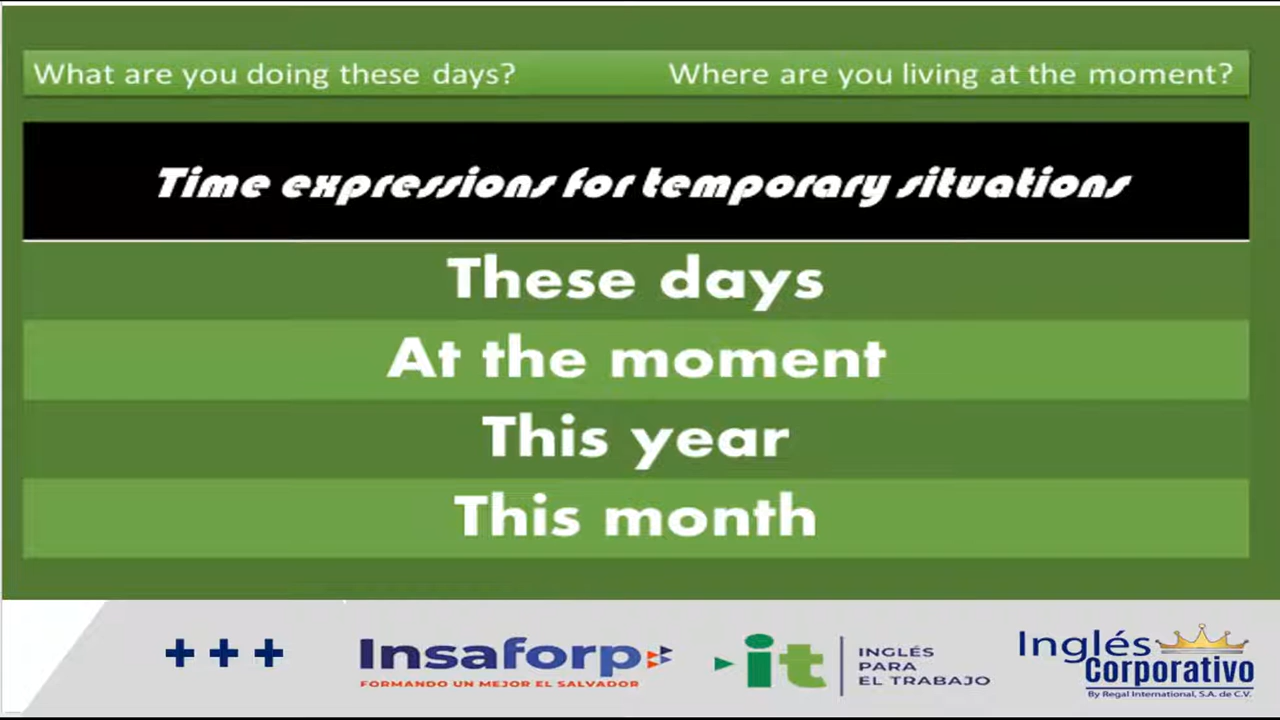 What are you doing these days? Where are you living at the moment?
Time expressions for temporary situations
These days
At the moment
This year
This month
+++
Insaforp
FORMANDO UN MEJOR EL SALVADOR
it
INGLÉS
PARA
EL TRABAJO
Inglés
Corporativo
By Regal International, S.A. de C.V.